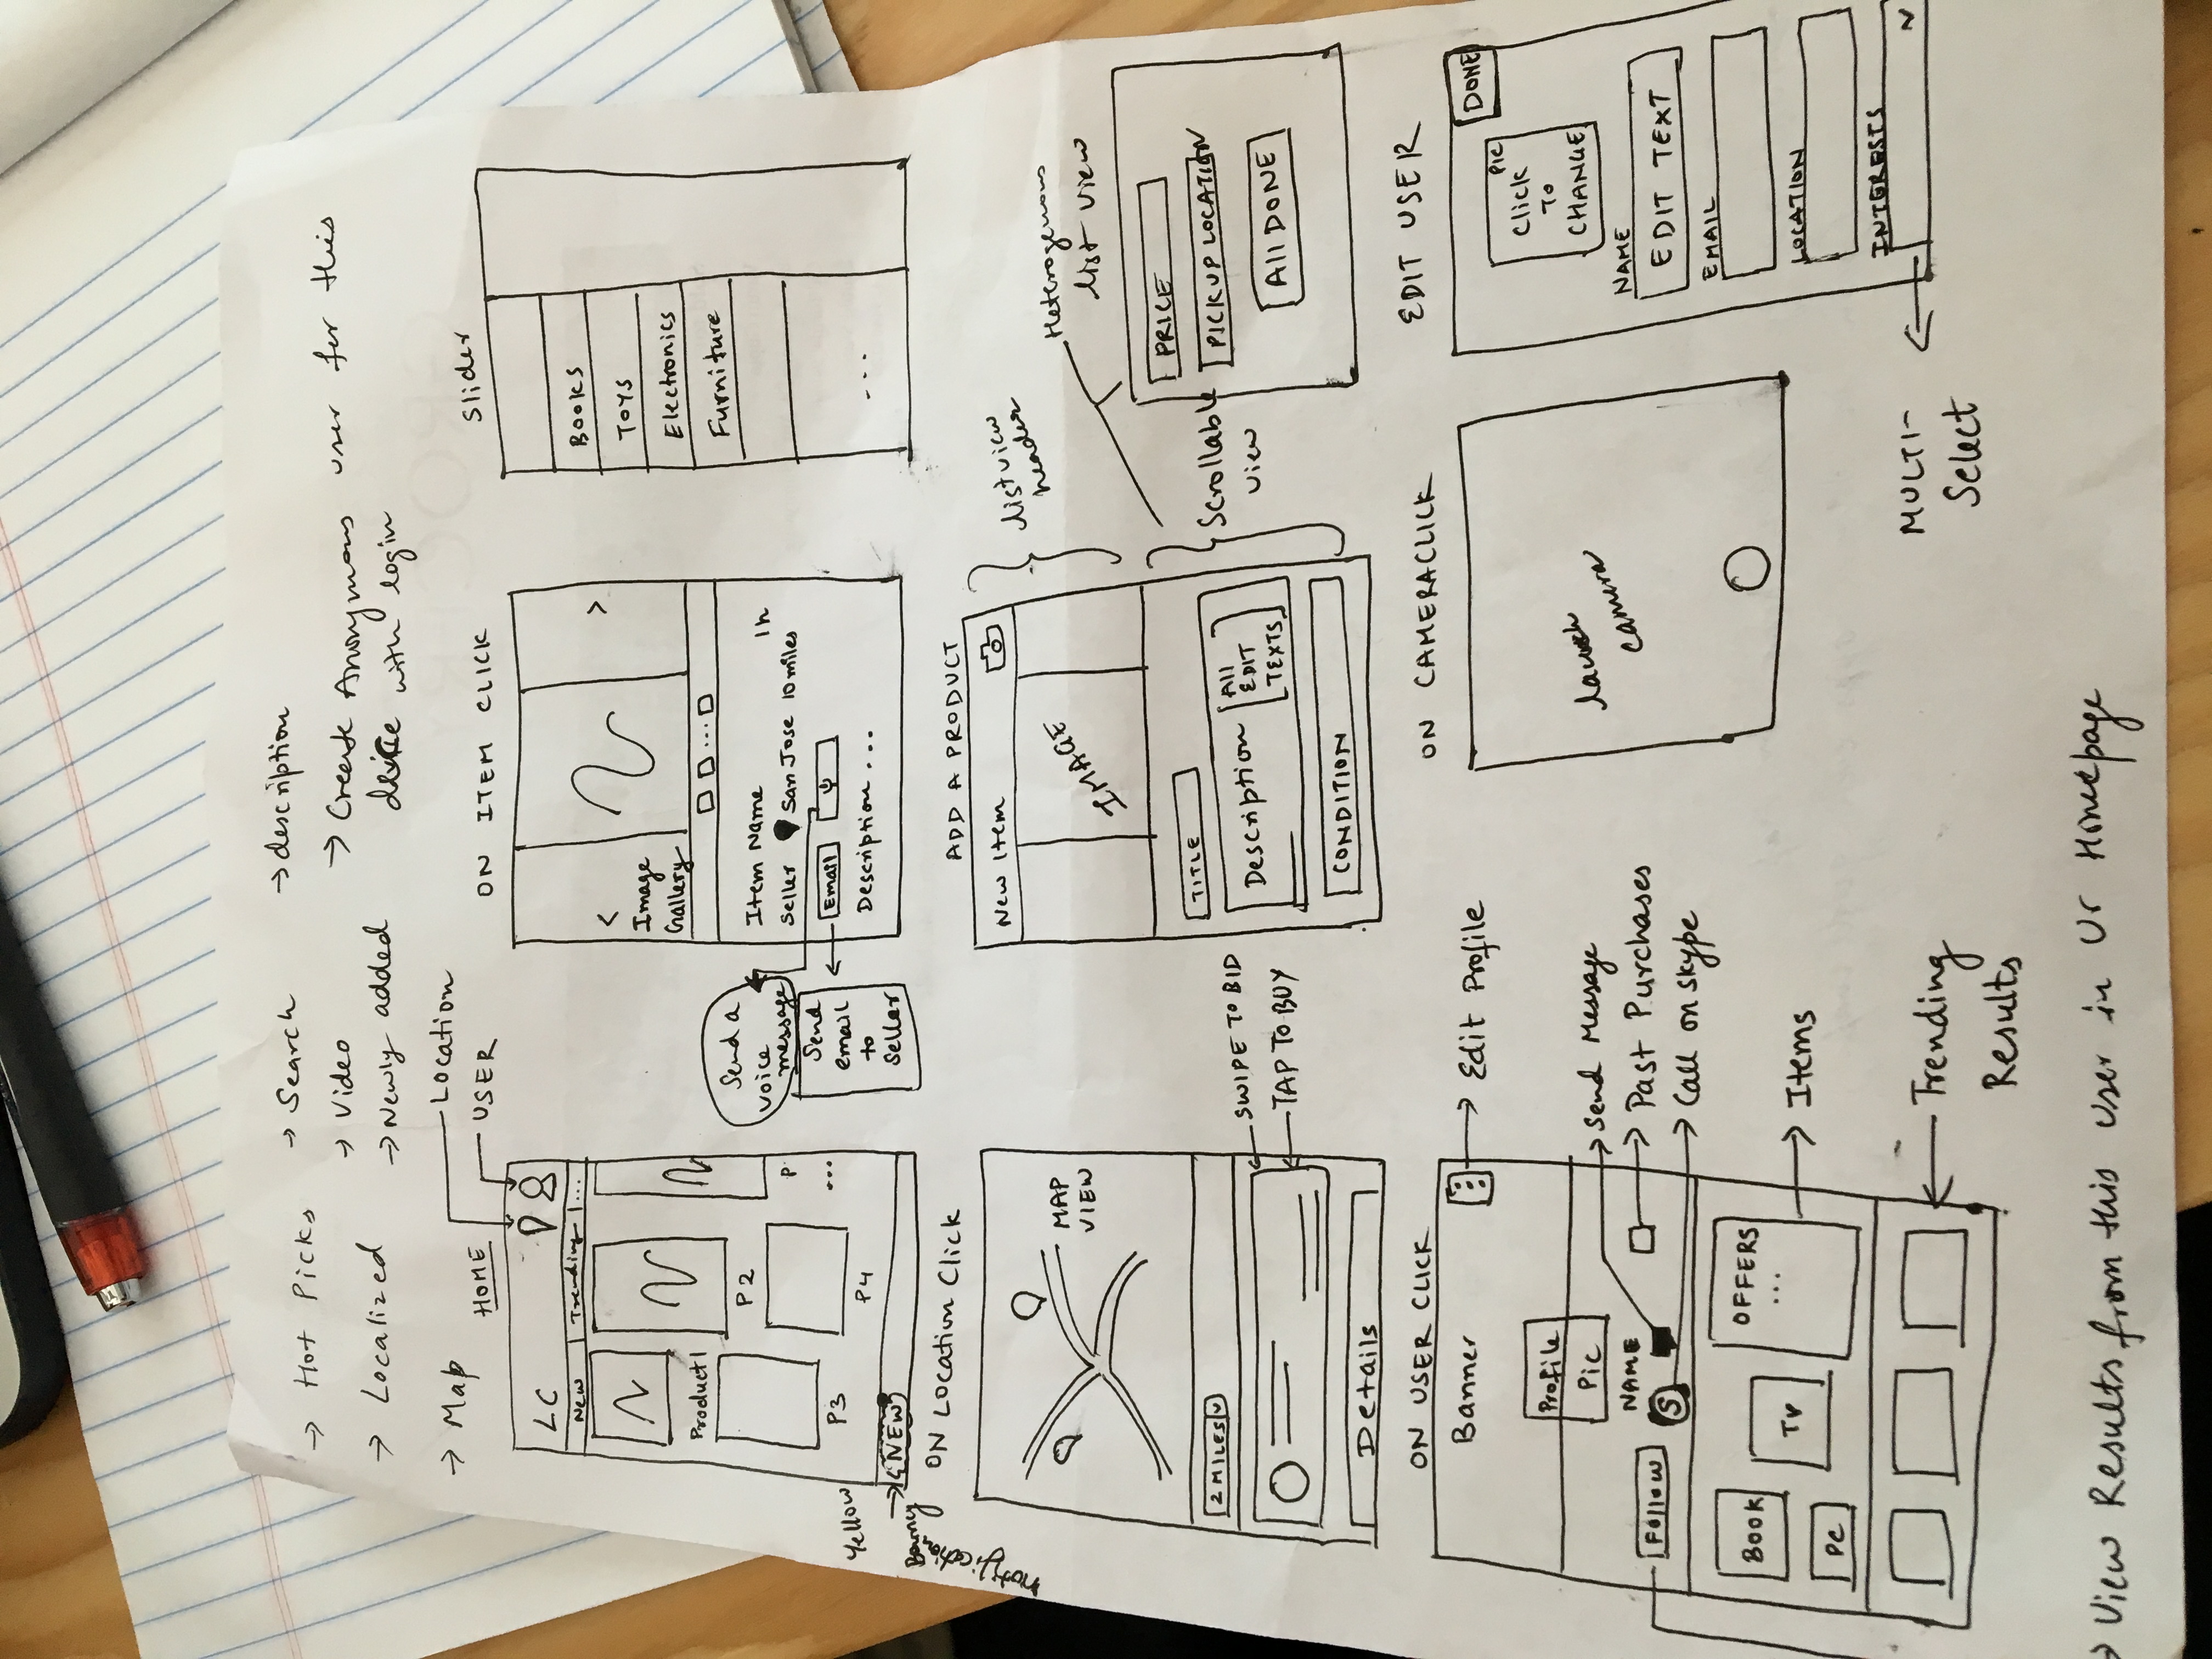 → Hot Picks
→ Localized
→ Map
→ Search
→ Video
→ Newly added
→ description
→ Create Anonymous user for this
device with login
Location
USER
HOME
LC
New | Trending | ...
Product 1
P2
P
...
P3
P4
NEW
Yellow
Bouncy
Notification
ON ITEM CLICK
< >
Image
Gallery
...
Item Name 1h
Seller San Jose 10 miles
Email
Description ...
Send a
voice
message
Send
email
to
seller
Slider
Books
Toys
Electronics
Furniture
...
ON Location Click
MAP
VIEW
2 MILES
SWIPE TO BID
TAP TO BUY
Details
ADD A PRODUCT
New Item
IMAGE
TITLE
Description
All
EDIT
TEXTS
CONDITION
listview
header
Scrollable
view
Heterogenous
list view
PRICE
PICKUP LOCATION
All DONE
ON USER CLICK
Banner
Edit Profile
Profile
Pic
NAME
Follow
S
Send Message
Past Purchases
Call on skype
Book
TV
PC
OFFERS
...
Items
Trending
Results
ON CAMERA CLICK
launch
camera
EDIT USER
DONE
PIC
Click
TO
CHANGE
NAME
EDIT TEXT
EMAIL
LOCATION
INTERESTS
MULTI-
Select
→ View Results from this user in Ur Homepage